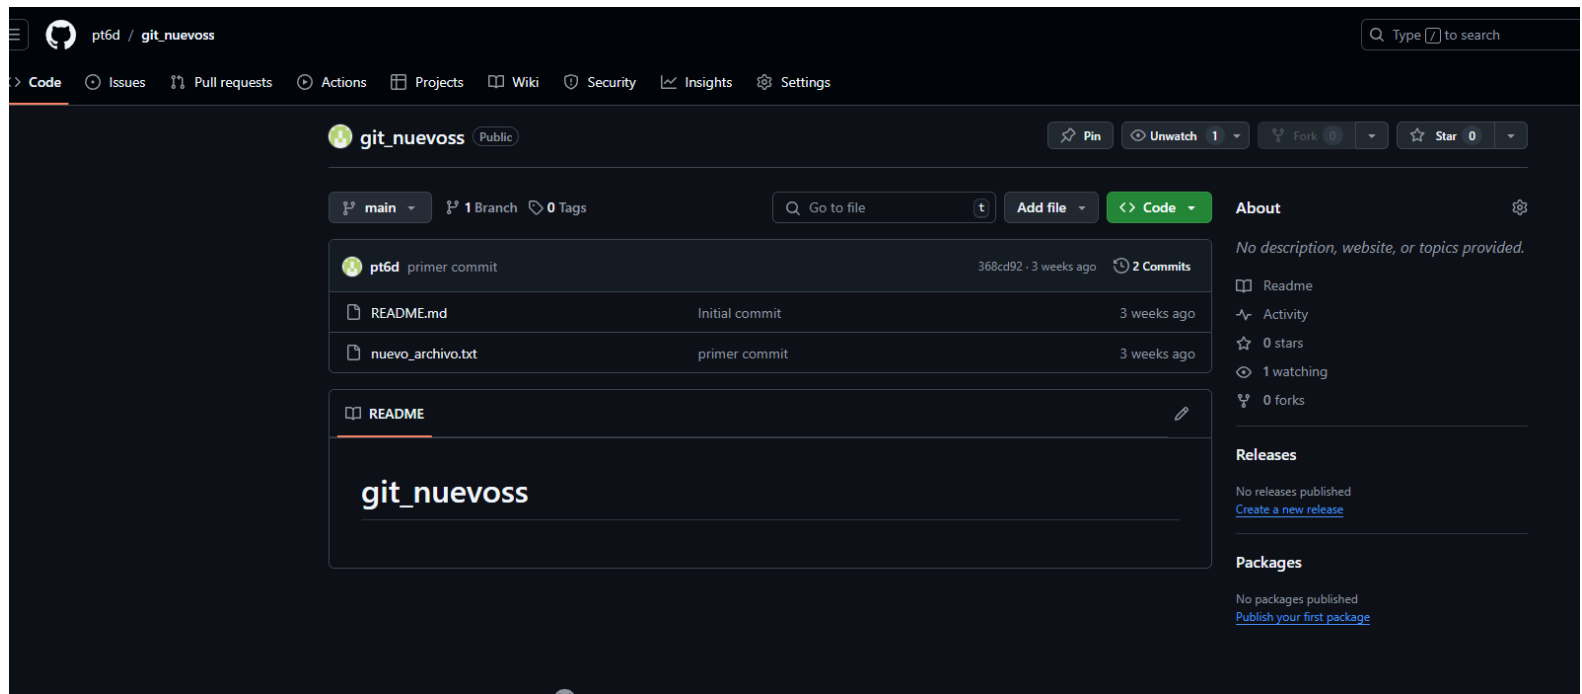 pt6d / git_nuevoss
Type / to search
Code Issues Pull requests Actions Projects Wiki Security Insights Settings
git_nuevoss Public
Pin Unwatch 1 Fork 0 Star 0
main 1 Branch 0 Tags
Go to file t Add file Code
pt6d primer commit 368cd92 · 3 weeks ago 2 Commits
README.md Initial commit 3 weeks ago
nuevo_archivo.txt primer commit 3 weeks ago
README
git_nuevoss
About
No description, website, or topics provided.
Readme
Activity
0 stars
1 watching
0 forks
Releases
No releases published
Create a new release
Packages
No packages published
Publish your first package